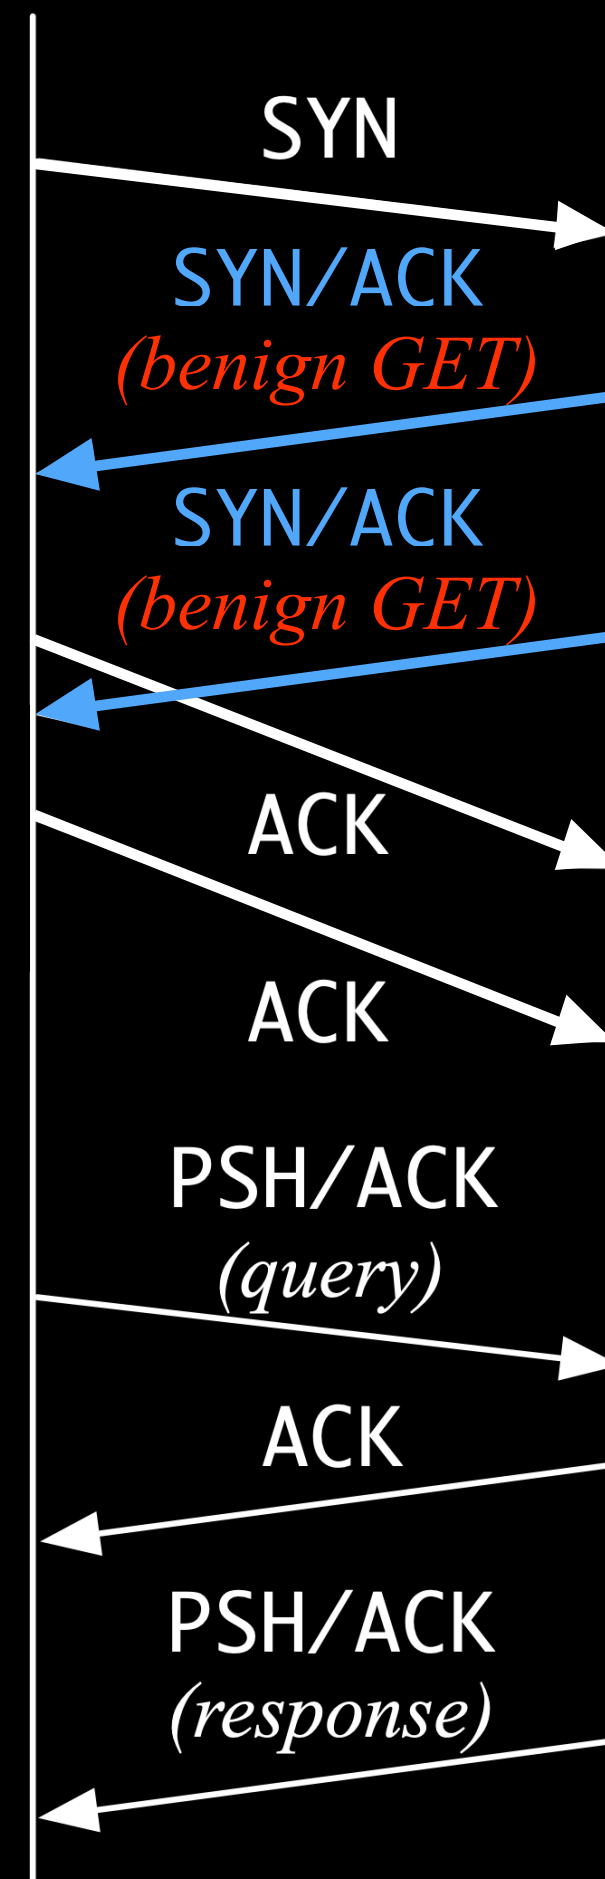 SYN
SYN/ACK
(benign GET)
SYN/ACK
(benign GET)
ACK
ACK
PSH/ACK
(query)
ACK
PSH/ACK
(response)